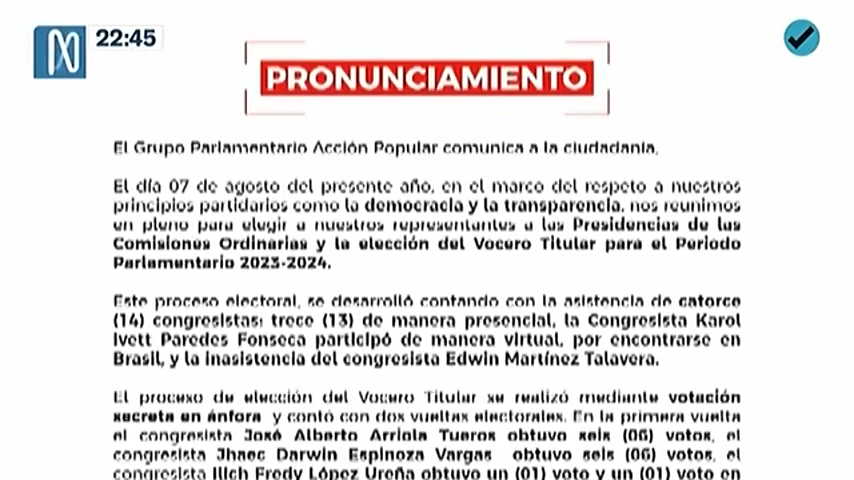 N 22:45
PRONUNCIAMIENTO
El Grupo Parlamentario Acción Popular comunica a la ciudadanía,
El día 07 de agosto del presente año, en el marco del respeto a nuestros
principios partidarios como la democracia y la transparencia, nos reunimos
en pleno para elegir a nuestros representantes a las Presidencias de las
Comisiones Ordinarias y la elección del Vocero Titular para el Periodo
Parlamentario 2023-2024.
Este proceso electoral, se desarrolló contando con la asistencia de catorce
(14) congresistas: trece (13) de manera presencial, la Congresista Karol
Ivett Paredes Fonseca participó de manera virtual, por encontrarse en
Brasil, y la inasistencia del congresista Edwin Martínez Talavera.
El proceso de elección del Vocero Titular se realizó mediante votación
secreta en ánfora y contó con dos vueltas electorales. En la primera vuelta
el congresista José Alberto Arriola Tueros obtuvo seis (06) votos, el
congresista Jhaec Darwin Espinoza Vargas obtuvo seis (06) votos, el
congresista Ilich Fredy López Ureña obtuvo un (01) voto y un (01) voto en